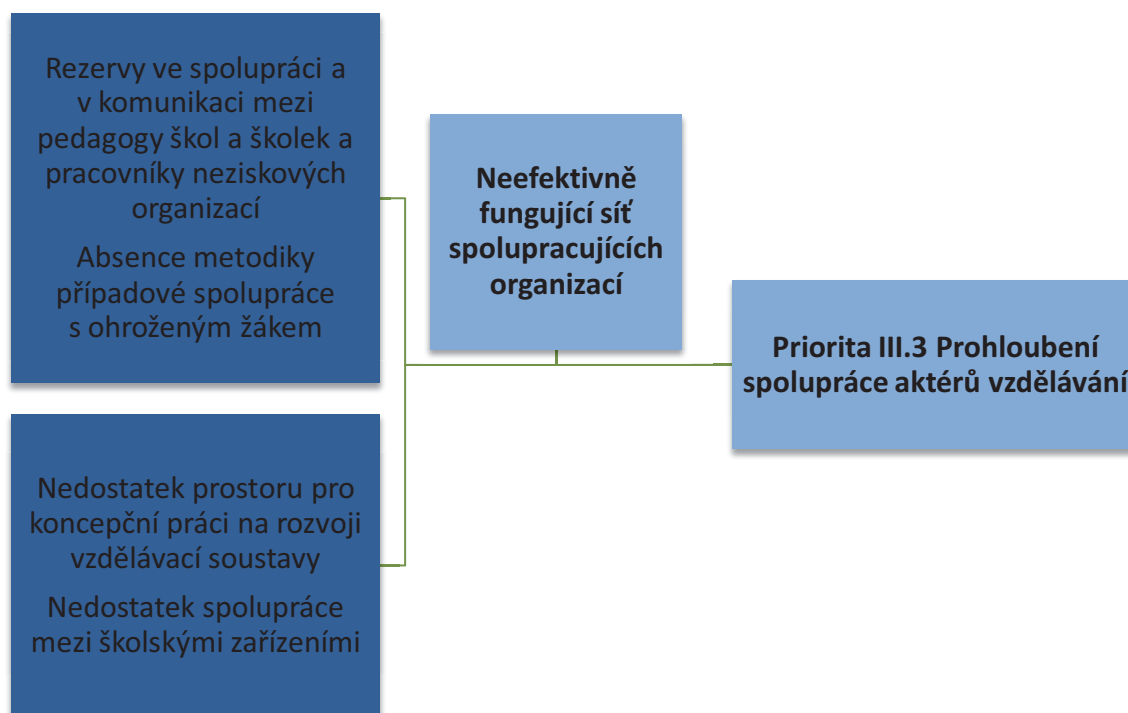 Rezervy ve spolupráci a
v komunikaci mezi
pedagogy škol a školek a
pracovníky neziskových
organizací
Absence metodiky
případové spolupráce
s ohroženým žákem
Neefektivně
fungující síť
spolupracujících
organizací
Priorita III.3 Prohloubení
spolupráce aktérů vzdělávání
Nedostatek prostoru pro
koncepční práci na rozvoji
vzdělávací soustavy
Nedostatek spolupráce
mezi školskými zařízeními